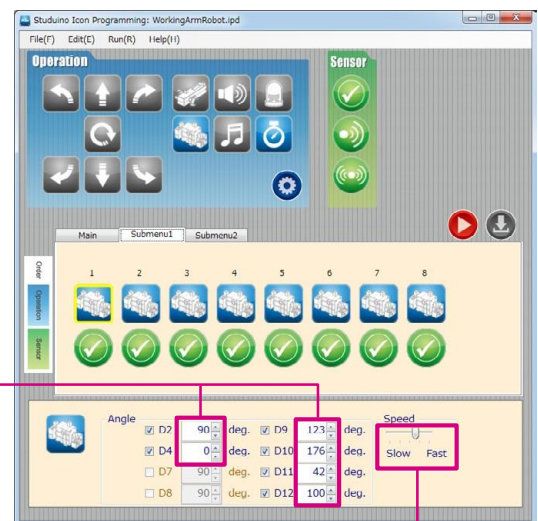 Studuino Icon Programming: WorkingArmRobot.ipd
File(F) Edit(E) Run(R) Help(H)
Operation
Sensor
Main Submenu1 Submenu2
Order
Operation
Sensor
1 2 3 4 5 6 7 8
Angle
Speed
D2 90 deg. D9 123 deg.
D4 0 deg. D10 176 deg.
Slow Fast
D7 90 deg. D11 42 deg.
D8 90 deg. D12 100 deg.